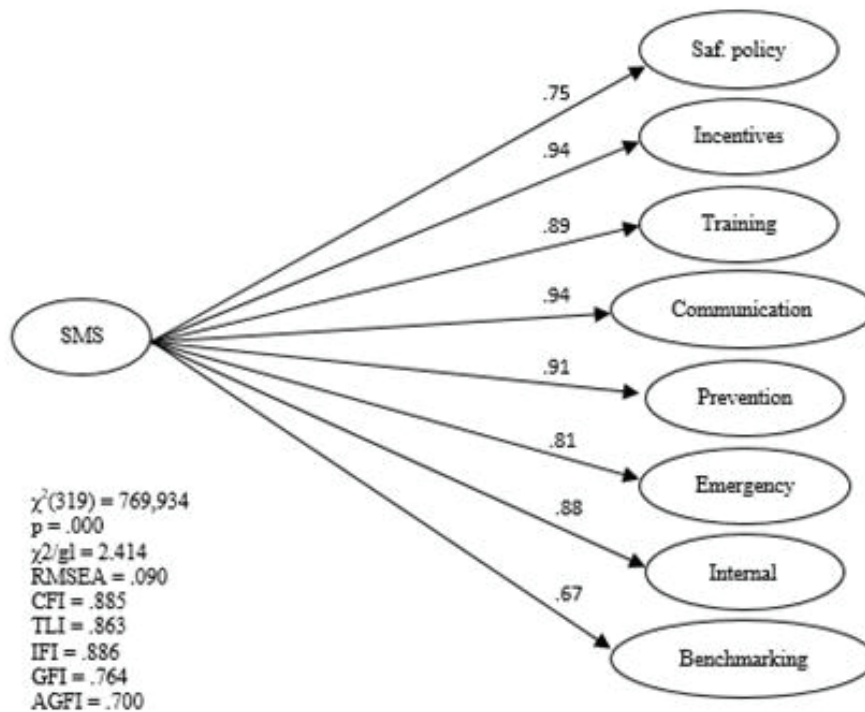 Saf. policy
.75
Incentives
.94
.89
Training
.94
Communication
SMS
.91
Prevention
.81
Emergency
.88
Internal
.67
Benchmarking
χ²(319) = 769,934
p = .000
χ2/gl = 2.414
RMSEA = .090
CFI = .885
TLI = .863
IFI = .886
GFI = .764
AGFI = .700